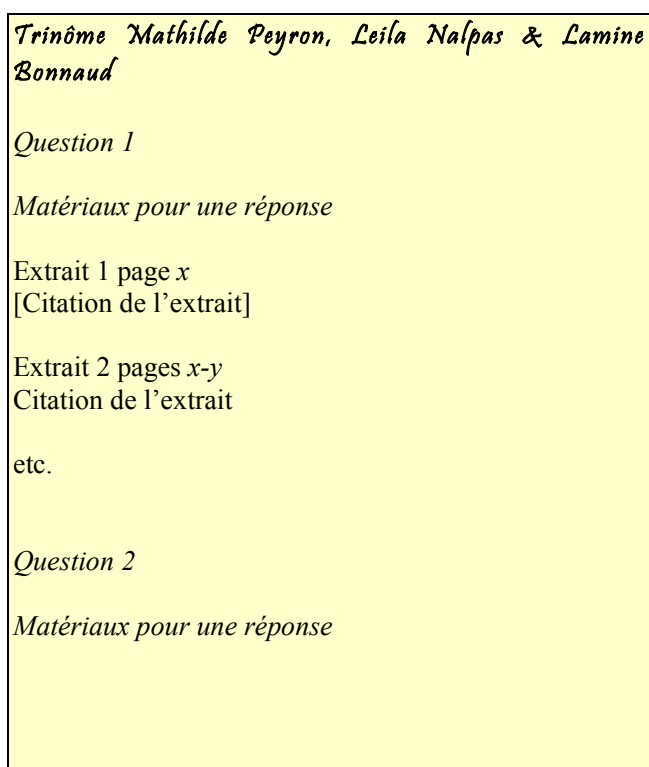 Trinôme Mathilde Peyron, Leila Nalpas & Lamine
Bonnaud
Question 1
Matériaux pour une réponse
Extrait 1 page x
[Citation de l’extrait]
Extrait 2 pages x-y
Citation de l’extrait
etc.
Question 2
Matériaux pour une réponse